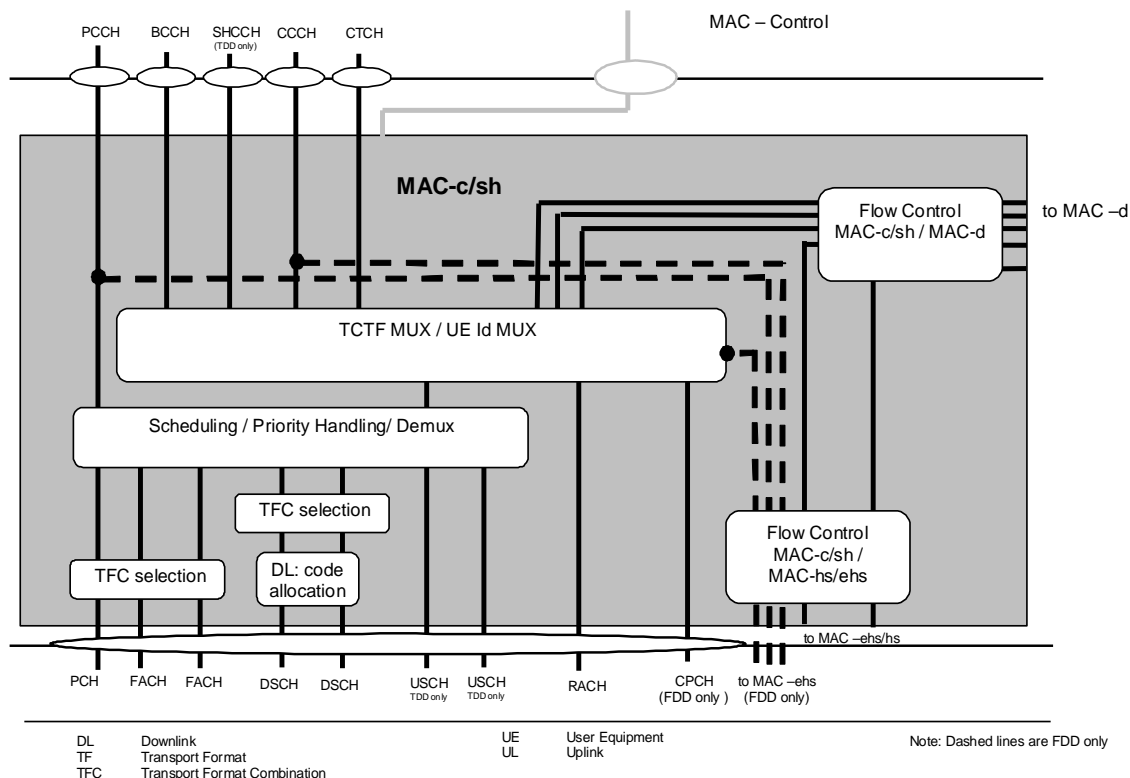 MAC – Control
PCCH BCCH SHCCH CCCH CTCH
(TDD only)
MAC-c/sh
Flow Control
MAC-c/sh / MAC-d
to MAC –d
TCTF MUX / UE Id MUX
Scheduling / Priority Handling/ Demux
TFC selection
Flow Control
MAC-c/sh /
MAC-hs/ehs
TFC selection
DL: code
allocation
to MAC –ehs/hs
PCH FACH FACH DSCH DSCH USCH USCH RACH CPCH to MAC –ehs
TDD only TDD only (FDD only ) (FDD only)
DL Downlink
TF Transport Format
TFC Transport Format Combination
UE User Equipment
UL Uplink
Note: Dashed lines are FDD only